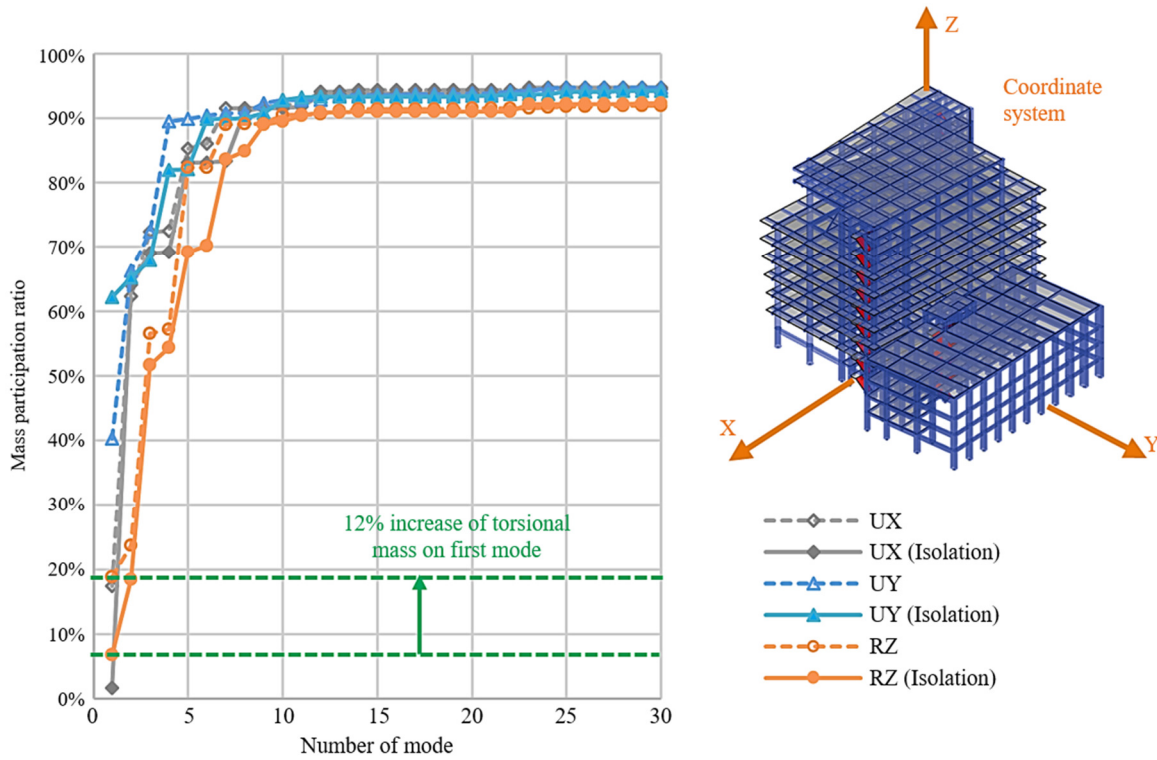 100%
90%
80%
70%
60%
50%
40%
30%
20%
10%
0%
Mass participation ratio
0
5
10
15
20
25
30
Number of mode
12% increase of torsional
mass on first mode
Z
Coordinate
system
X
Y
UX
UX (Isolation)
UY
UY (Isolation)
RZ
RZ (Isolation)